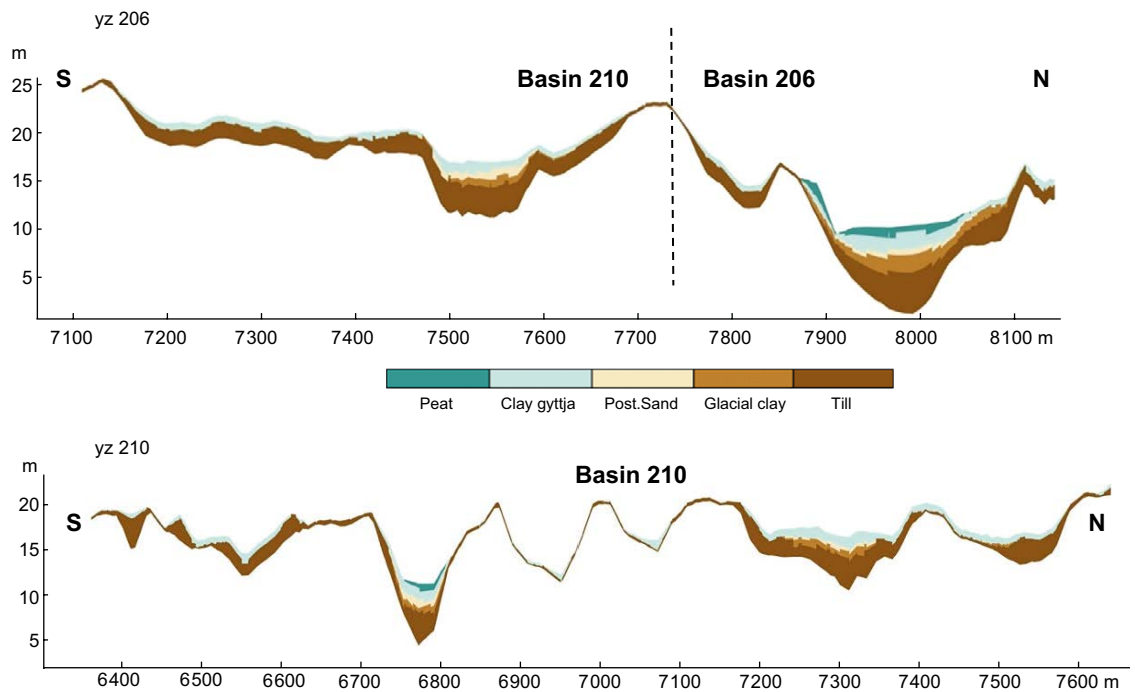 yz 206
m
S Basin 210 Basin 206 N
25
20
15
10
5
7100 7200 7300 7400 7500 7600 7700 7800 7900 8000 8100 m
Peat Clay gyttja Post.Sand Glacial clay Till
yz 210
m
Basin 210
S N
20
15
10
5
6400 6500 6600 6700 6800 6900 7000 7100 7200 7300 7400 7500 7600 m